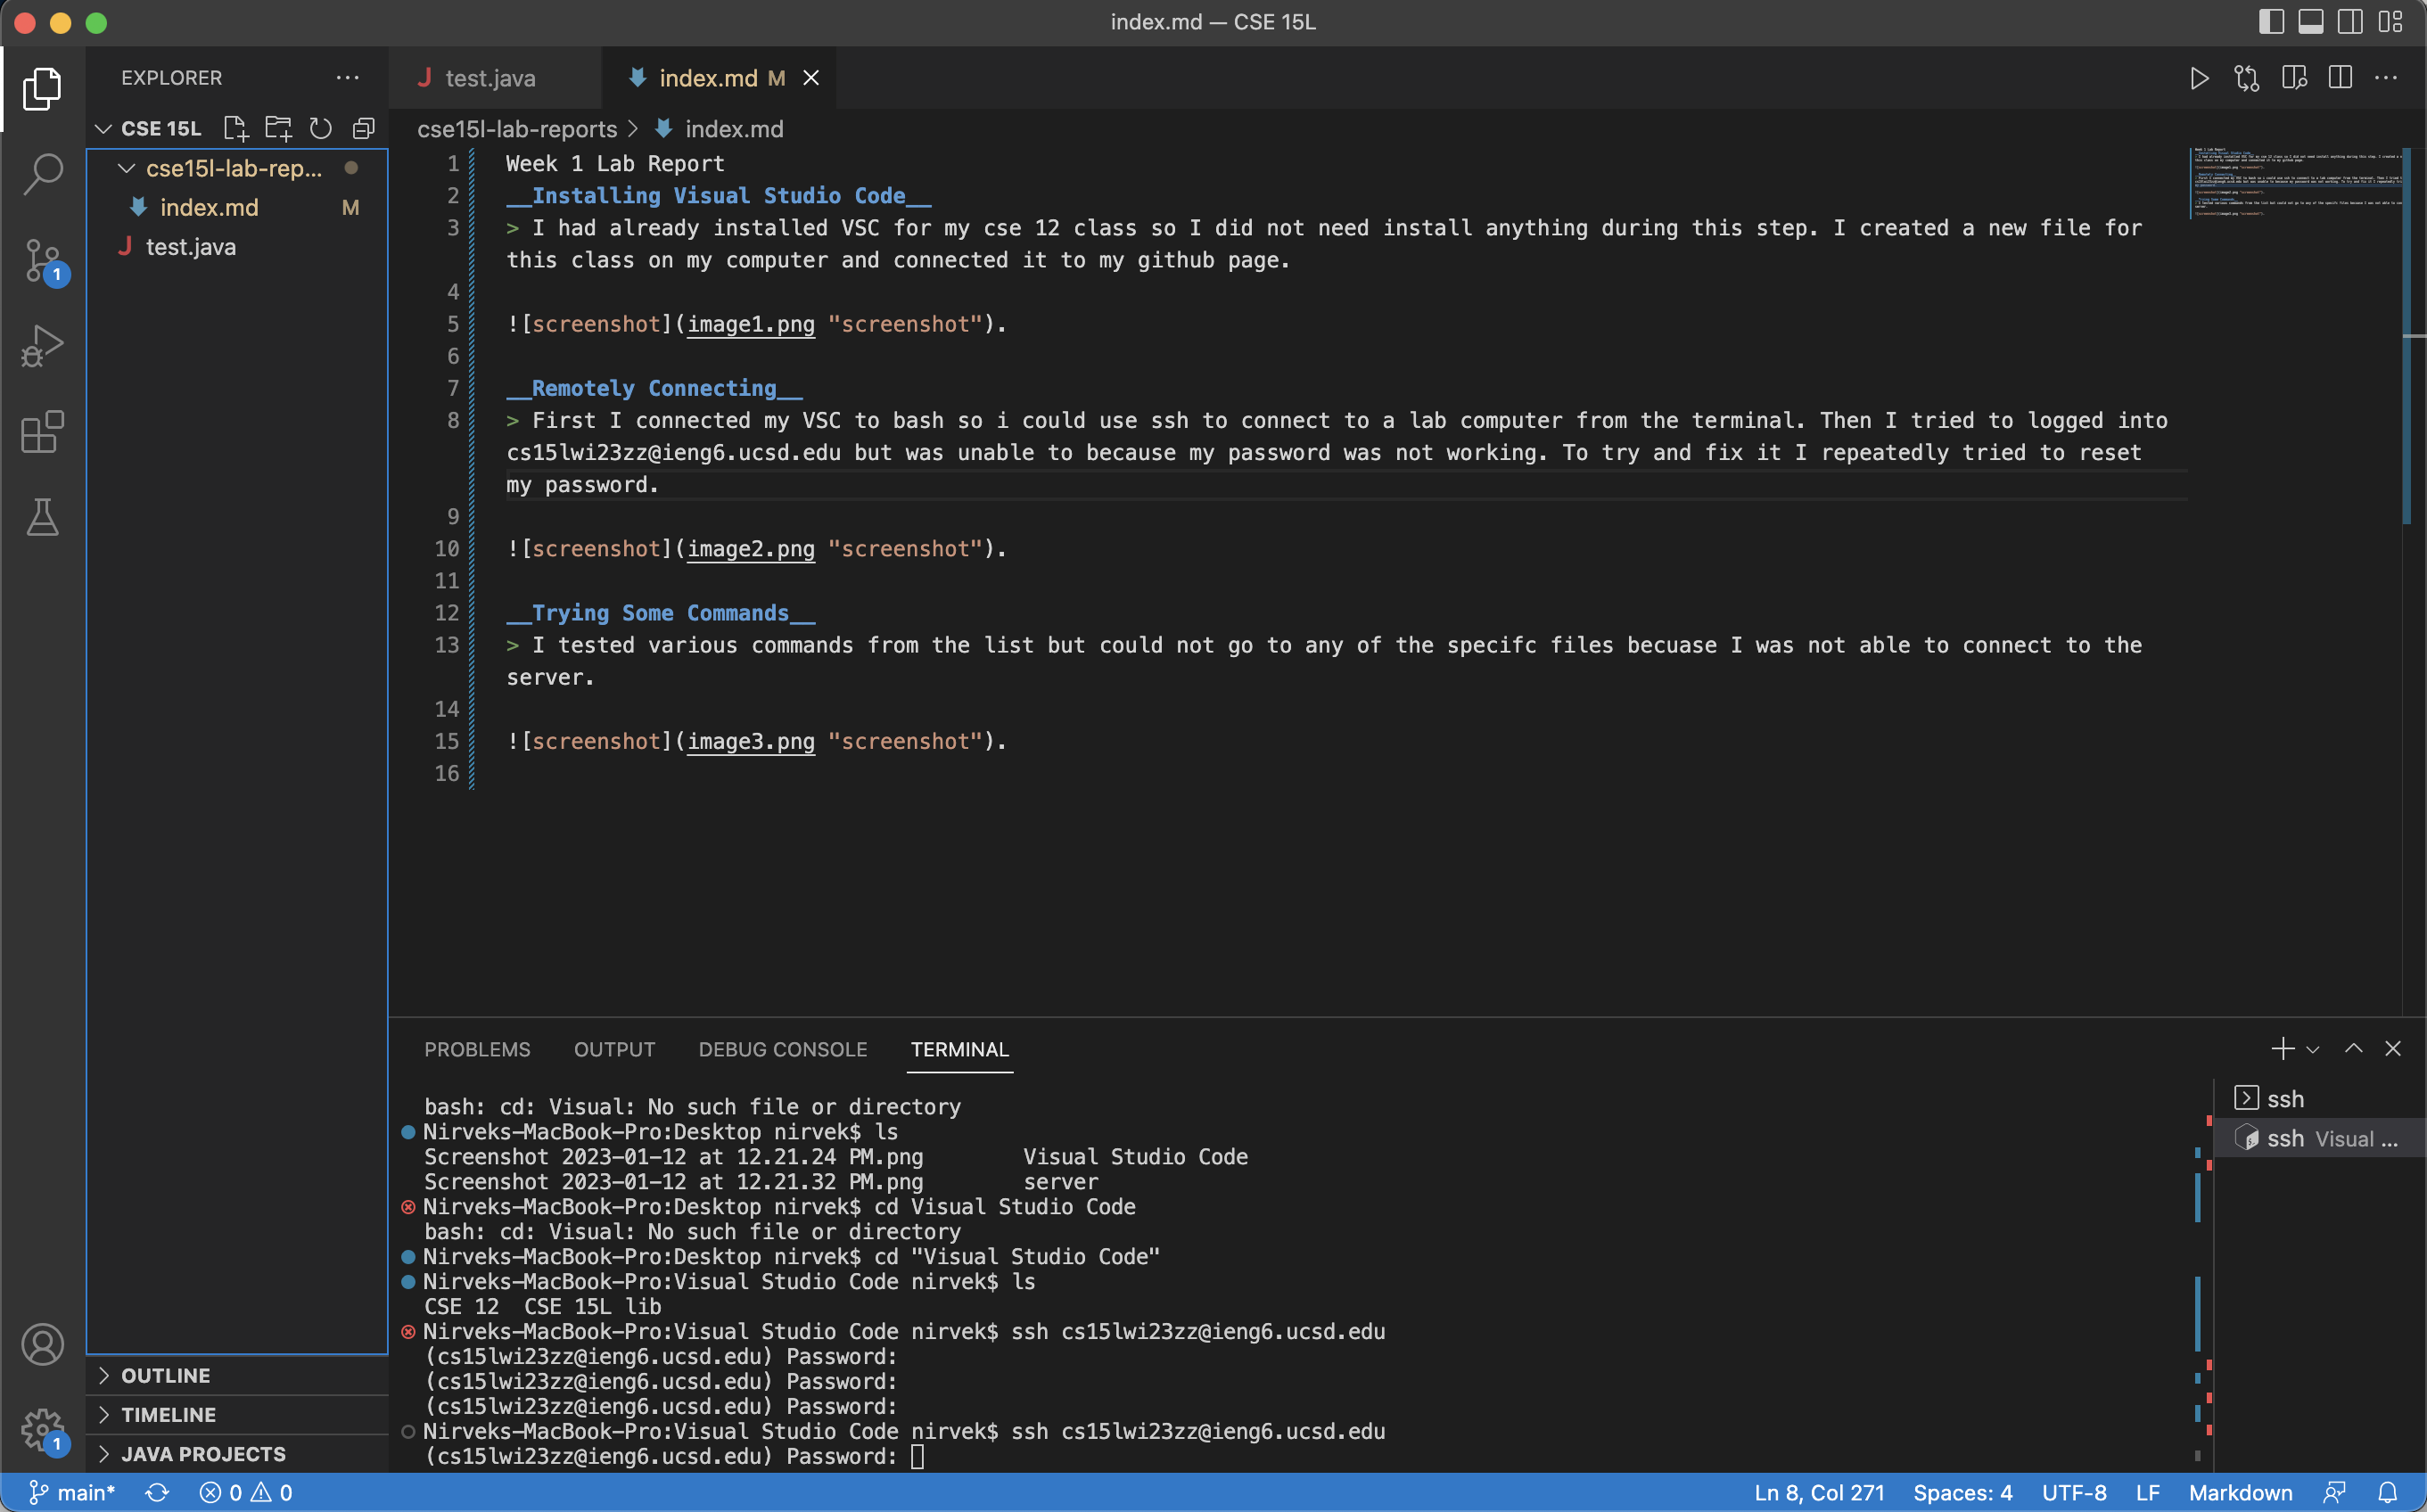 index.md — CSE 15L
EXPLORER
test.java
index.md M
CSE 15L
cse15l-lab-rep...
index.md M
test.java
OUTLINE
TIMELINE
JAVA PROJECTS
cse15l-lab-reports > index.md
1 Week 1 Lab Report
2 __Installing Visual Studio Code__
3 > I had already installed VSC for my cse 12 class so I did not need install anything during this step. I created a new file for
this class on my computer and connected it to my github page.
4
5 ![screenshot](image1.png "screenshot").
6
7 __Remotely Connecting__
8 > First I connected my VSC to bash so i could use ssh to connect to a lab computer from the terminal. Then I tried to logged into
cs15lwi23zz@ieng6.ucsd.edu but was unable to because my password was not working. To try and fix it I repeatedly tried to reset
my password.
9
10 ![screenshot](image2.png "screenshot").
11
12 __Trying Some Commands__
13 > I tested various commands from the list but could not go to any of the specifc files becuase I was not able to connect to the
server.
14
15 ![screenshot](image3.png "screenshot").
16
PROBLEMS OUTPUT DEBUG CONSOLE TERMINAL
bash: cd: Visual: No such file or directory
Nirveks-MacBook-Pro:Desktop nirvek$ ls
Screenshot 2023-01-12 at 12.21.24 PM.png Visual Studio Code
Screenshot 2023-01-12 at 12.21.32 PM.png server
Nirveks-MacBook-Pro:Desktop nirvek$ cd Visual Studio Code
bash: cd: Visual: No such file or directory
Nirveks-MacBook-Pro:Desktop nirvek$ cd "Visual Studio Code"
Nirveks-MacBook-Pro:Visual Studio Code nirvek$ ls
CSE 12 CSE 15L lib
Nirveks-MacBook-Pro:Visual Studio Code nirvek$ ssh cs15lwi23zz@ieng6.ucsd.edu
(cs15lwi23zz@ieng6.ucsd.edu) Password:
(cs15lwi23zz@ieng6.ucsd.edu) Password:
(cs15lwi23zz@ieng6.ucsd.edu) Password:
Nirveks-MacBook-Pro:Visual Studio Code nirvek$ ssh cs15lwi23zz@ieng6.ucsd.edu
(cs15lwi23zz@ieng6.ucsd.edu) Password:
ssh
ssh Visual ...
1
1
main* 0 0
Ln 8, Col 271 Spaces: 4 UTF-8 LF Markdown